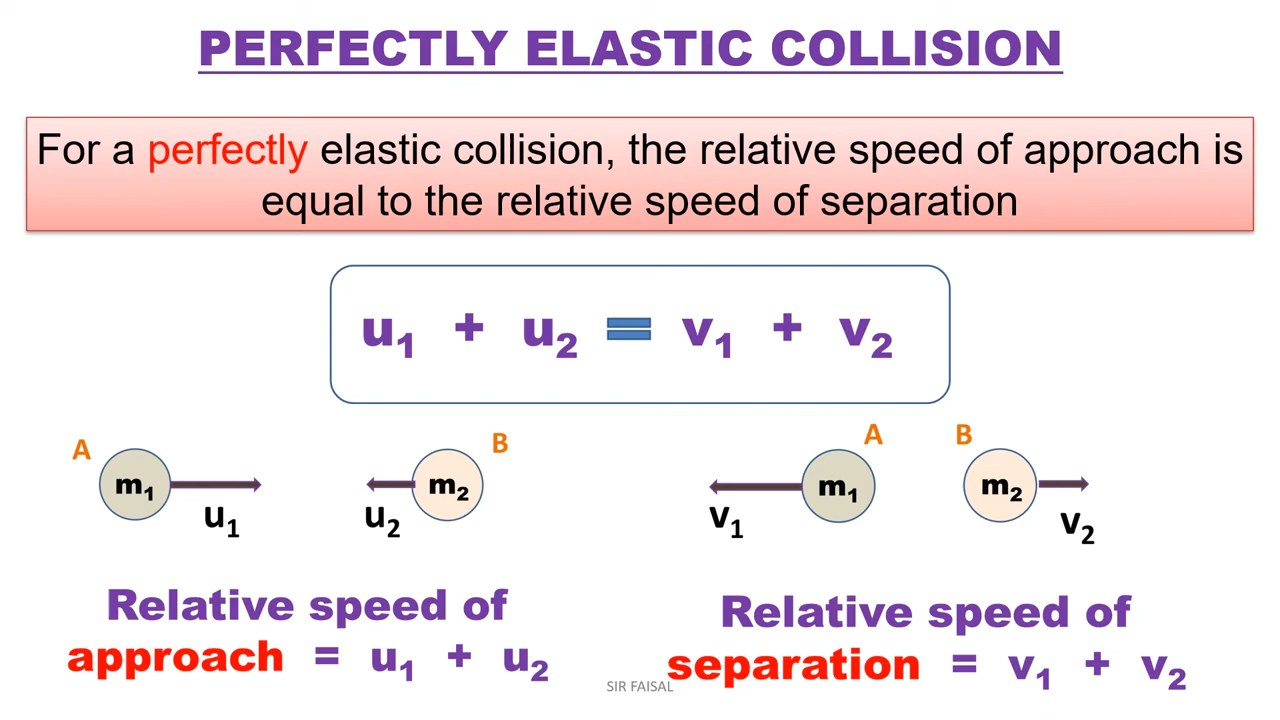 PERFECTLY ELASTIC COLLISION
For a perfectly elastic collision, the relative speed of approach is
equal to the relative speed of separation
u₁ + u₂ = v₁ + v₂
A
B
A
B
m₁
m₂
m₁
m₂
u₁
u₂
v₁
v₂
Relative speed of
approach = u₁ + u₂
Relative speed of
separation = v₁ + v₂
SIR FAISAL